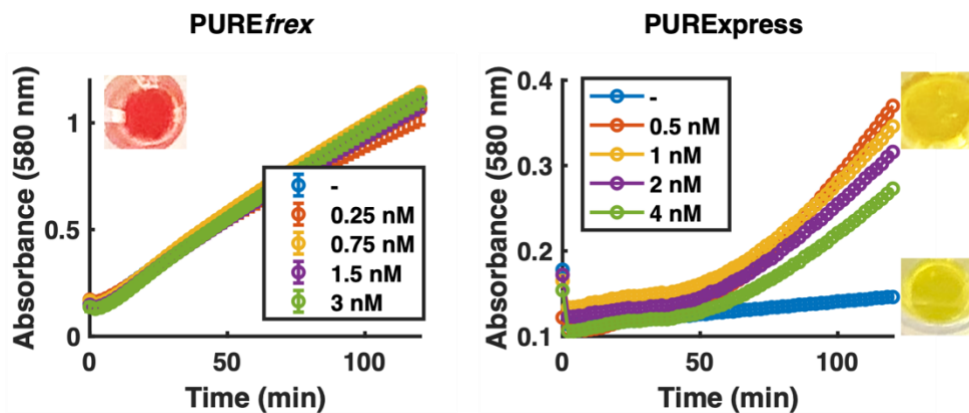 PUREfrex
Absorbance (580 nm)
1
0.5
0
-
0.25 nM
0.75 nM
1.5 nM
3 nM
0
50
100
Time (min)
PURExpress
Absorbance (580 nm)
0.4
0.3
0.2
0.1
-
0.5 nM
1 nM
2 nM
4 nM
0
50
100
Time (min)